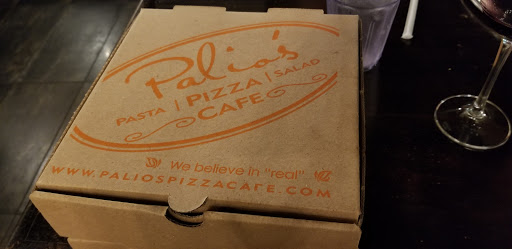 Palio's
PASTA | PIZZA | SALAD
CAFE
We believe in "real"
WWW.PALIOSPIZZACAFE.COM